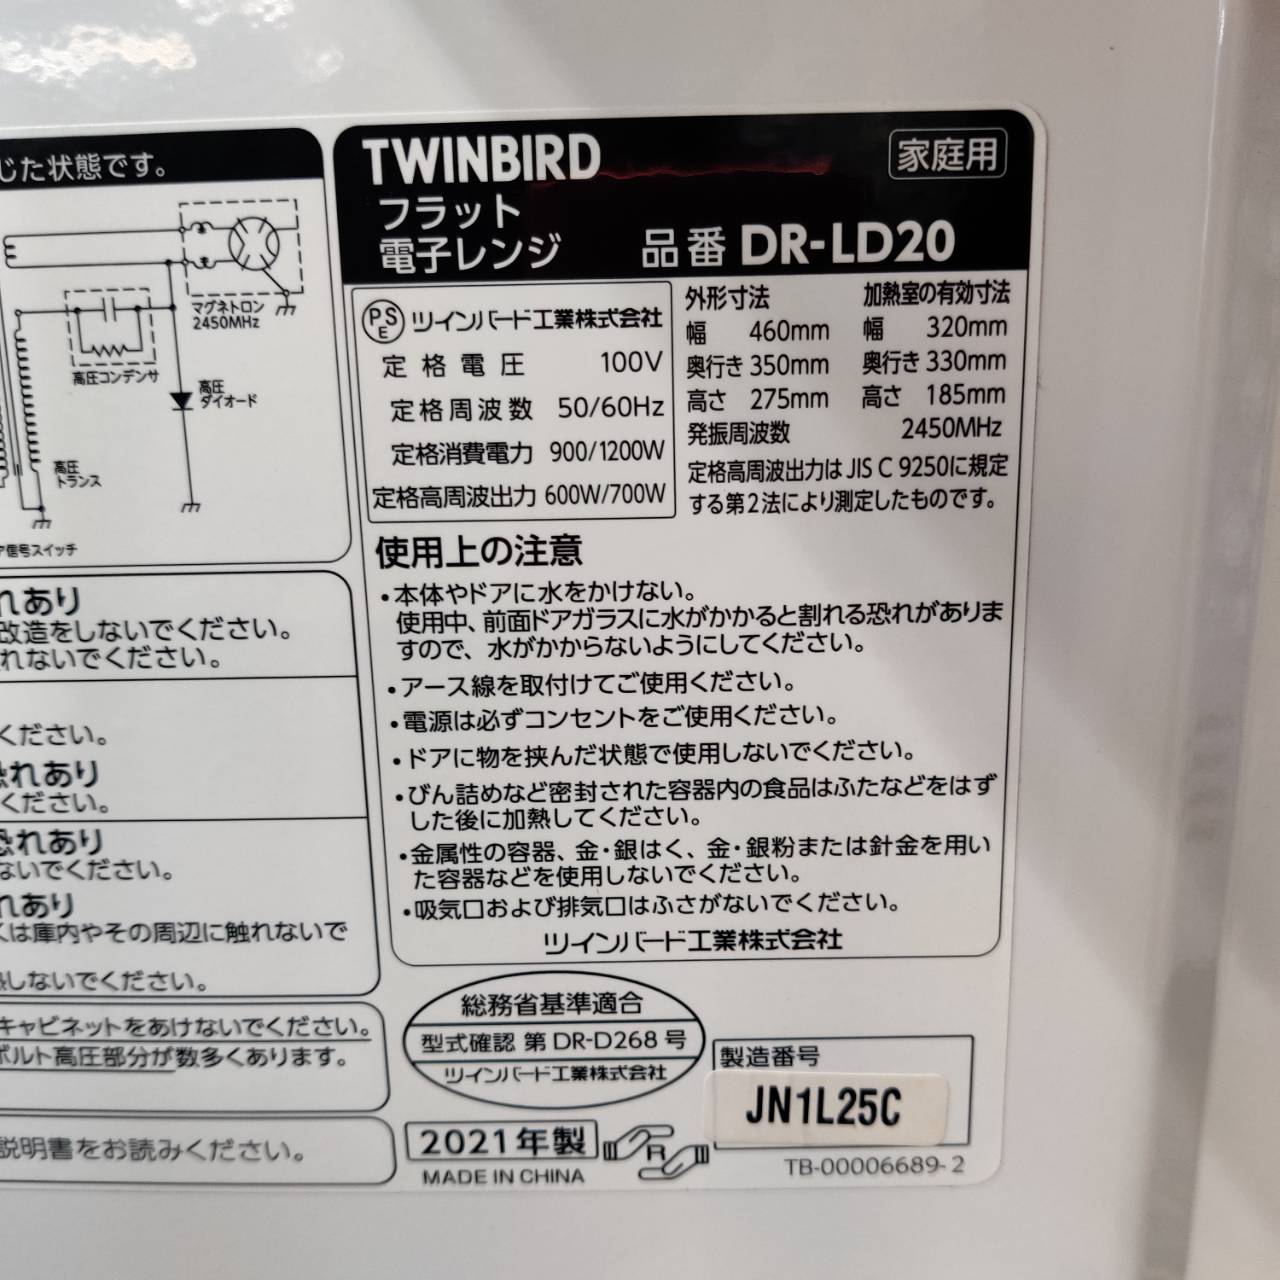 じた状態です。
マグネトロン
2450MHz
高圧コンデンサ
高圧
ダイオード
高圧
トランス
信号スイッチ
れあり
改造をしないでください。
れないでください。
ください。
恐れあり
ください。
恐れあり
ないでください。
れあり
は庫内やその周辺に触れないで
しないでください。
キャビネットをあけないでください。
ボルト高圧部分が数多くあります。
説明書をお読みください。
TWINBIRD
家庭用
フラット
電子レンジ
品番 DR-LD20
PSE ツインバード工業株式会社
定格電圧 100V
定格周波数 50/60Hz
定格消費電力 900/1200W
定格高周波出力 600W/700W
外形寸法
幅 460mm
奥行き 350mm
高さ 275mm
加熱室の有効寸法
幅 320mm
奥行き 330mm
高さ 185mm
発振周波数 2450MHz
定格高周波出力は JIS C 9250に規定
する第2法により測定したものです。
使用上の注意
・本体やドアに水をかけない。
使用中、前面ドアガラスに水がかかると割れる恐れがありま
すので、水がかからないようにしてください。
・アース線を取付けてご使用ください。
・電源は必ずコンセントをご使用ください。
・ドアに物を挟んだ状態で使用しないでください。
・びん詰めなど密封された容器内の食品はふたなどをはず
した後に加熱してください。
・金属性の容器、金・銀はく、金・銀粉または針金を用い
た容器などを使用しないでください。
・吸気口および排気口はふさがないでください。
ツインバード工業株式会社
総務省基準適合
型式確認 第 DR-D268 号
ツインバード工業株式会社
製造番号
JN1L25C
2021年製
R
MADE IN CHINA
TB-00006689-2